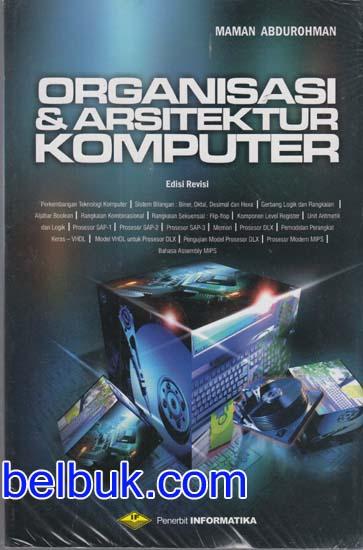 MAMAN ABDUROHMAN
ORGANISASI
& ARSITEKTUR
KOMPUTER
Edisi Revisi
Perkembangan Teknologi Komputer | Sistem Bilangan : Biner, Oktal, Desimal dan Hexa | Gerbang Logik dan Rangkaian |
Aljabar Boolean | Rangkaian Kombinasional | Rangkaian Sekuensial : Flip-Flop | Komponen Level Register | Unit Aritmetik
dan Logik | Prosesor SAP-1 | Prosesor SAP-2 | Prosesor SAP-3 | Memori | Prosesor DLX | Pemodelan Perangkat
Keras – VHDL | Model VHDL untuk Prosesor DLX | Pengujian Model Prosesor DLX | Prosesor Modern MIPS |
Bahasa Assembly MIPS
belbuk.com
IF Penerbit INFORMATIKA